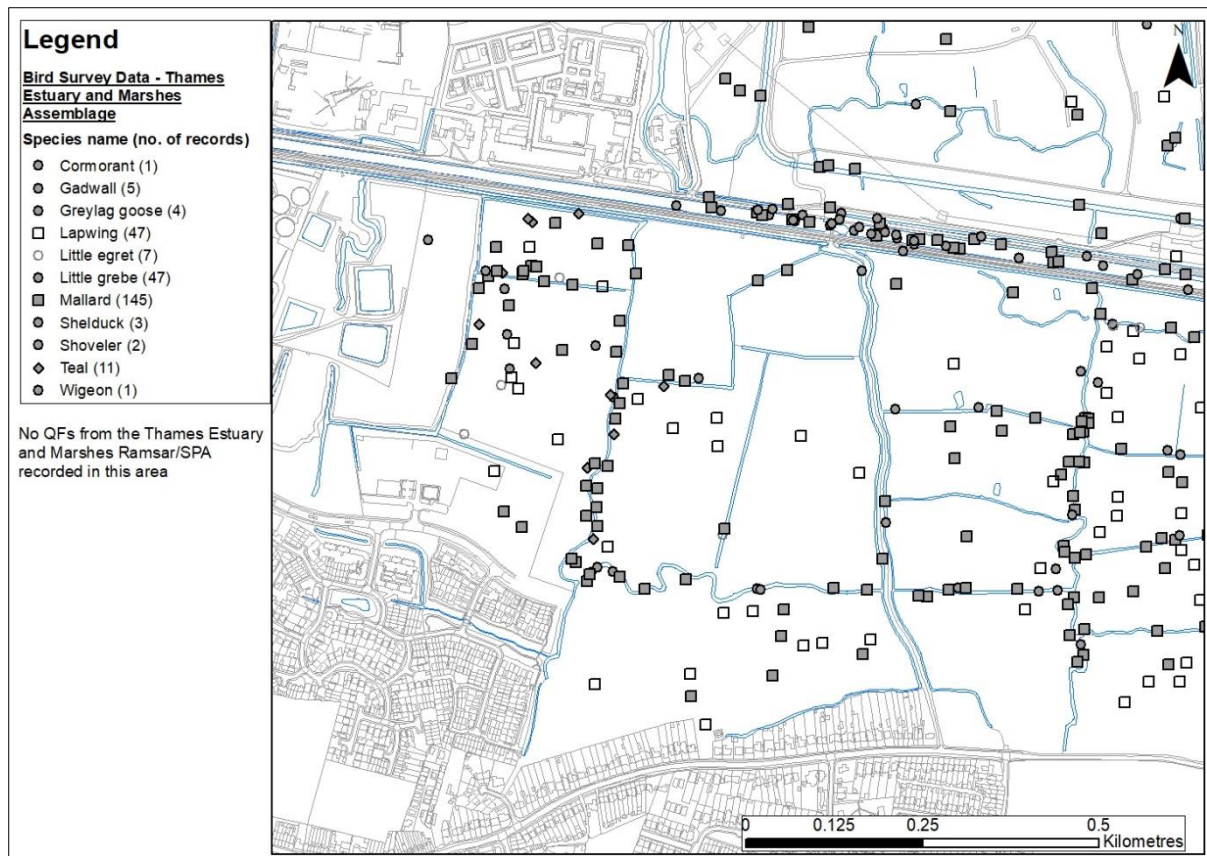 Legend
Bird Survey Data - Thames
Estuary and Marshes
Assemblage
Species name (no. of records)
Cormorant (1)
Gadwall (5)
Greylag goose (4)
Lapwing (47)
Little egret (7)
Little grebe (47)
Mallard (145)
Shelduck (3)
Shoveler (2)
Teal (11)
Wigeon (1)
No QFs from the Thames Estuary
and Marshes Ramsar/SPA
recorded in this area
N
0 0.125 0.25 0.5
Kilometres